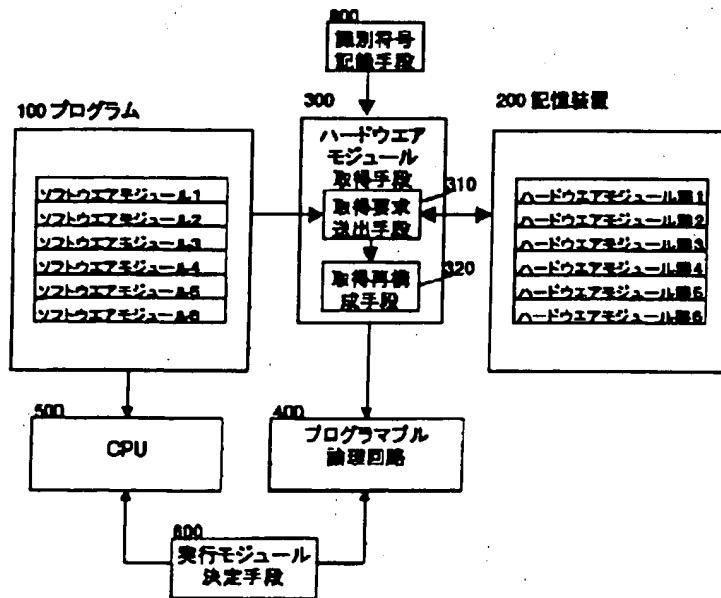 800
識別符号
記録手段
100 プログラム
ソフトウエアモジュール1
ソフトウエアモジュール2
ソフトウエアモジュール3
ソフトウエアモジュール4
ソフトウエアモジュール5
ソフトウエアモジュール6
300
ハードウエア
モジュール
取得手段
310
取得要求
送出手段
320
取得再構
成手段
200 記憶装置
ハードウエアモジュール群1
ハードウエアモジュール群2
ハードウエアモジュール群3
ハードウエアモジュール群4
ハードウエアモジュール群5
ハードウエアモジュール群6
500
CPU
400
プログラマブル
論理回路
600
実行モジュール
決定手段